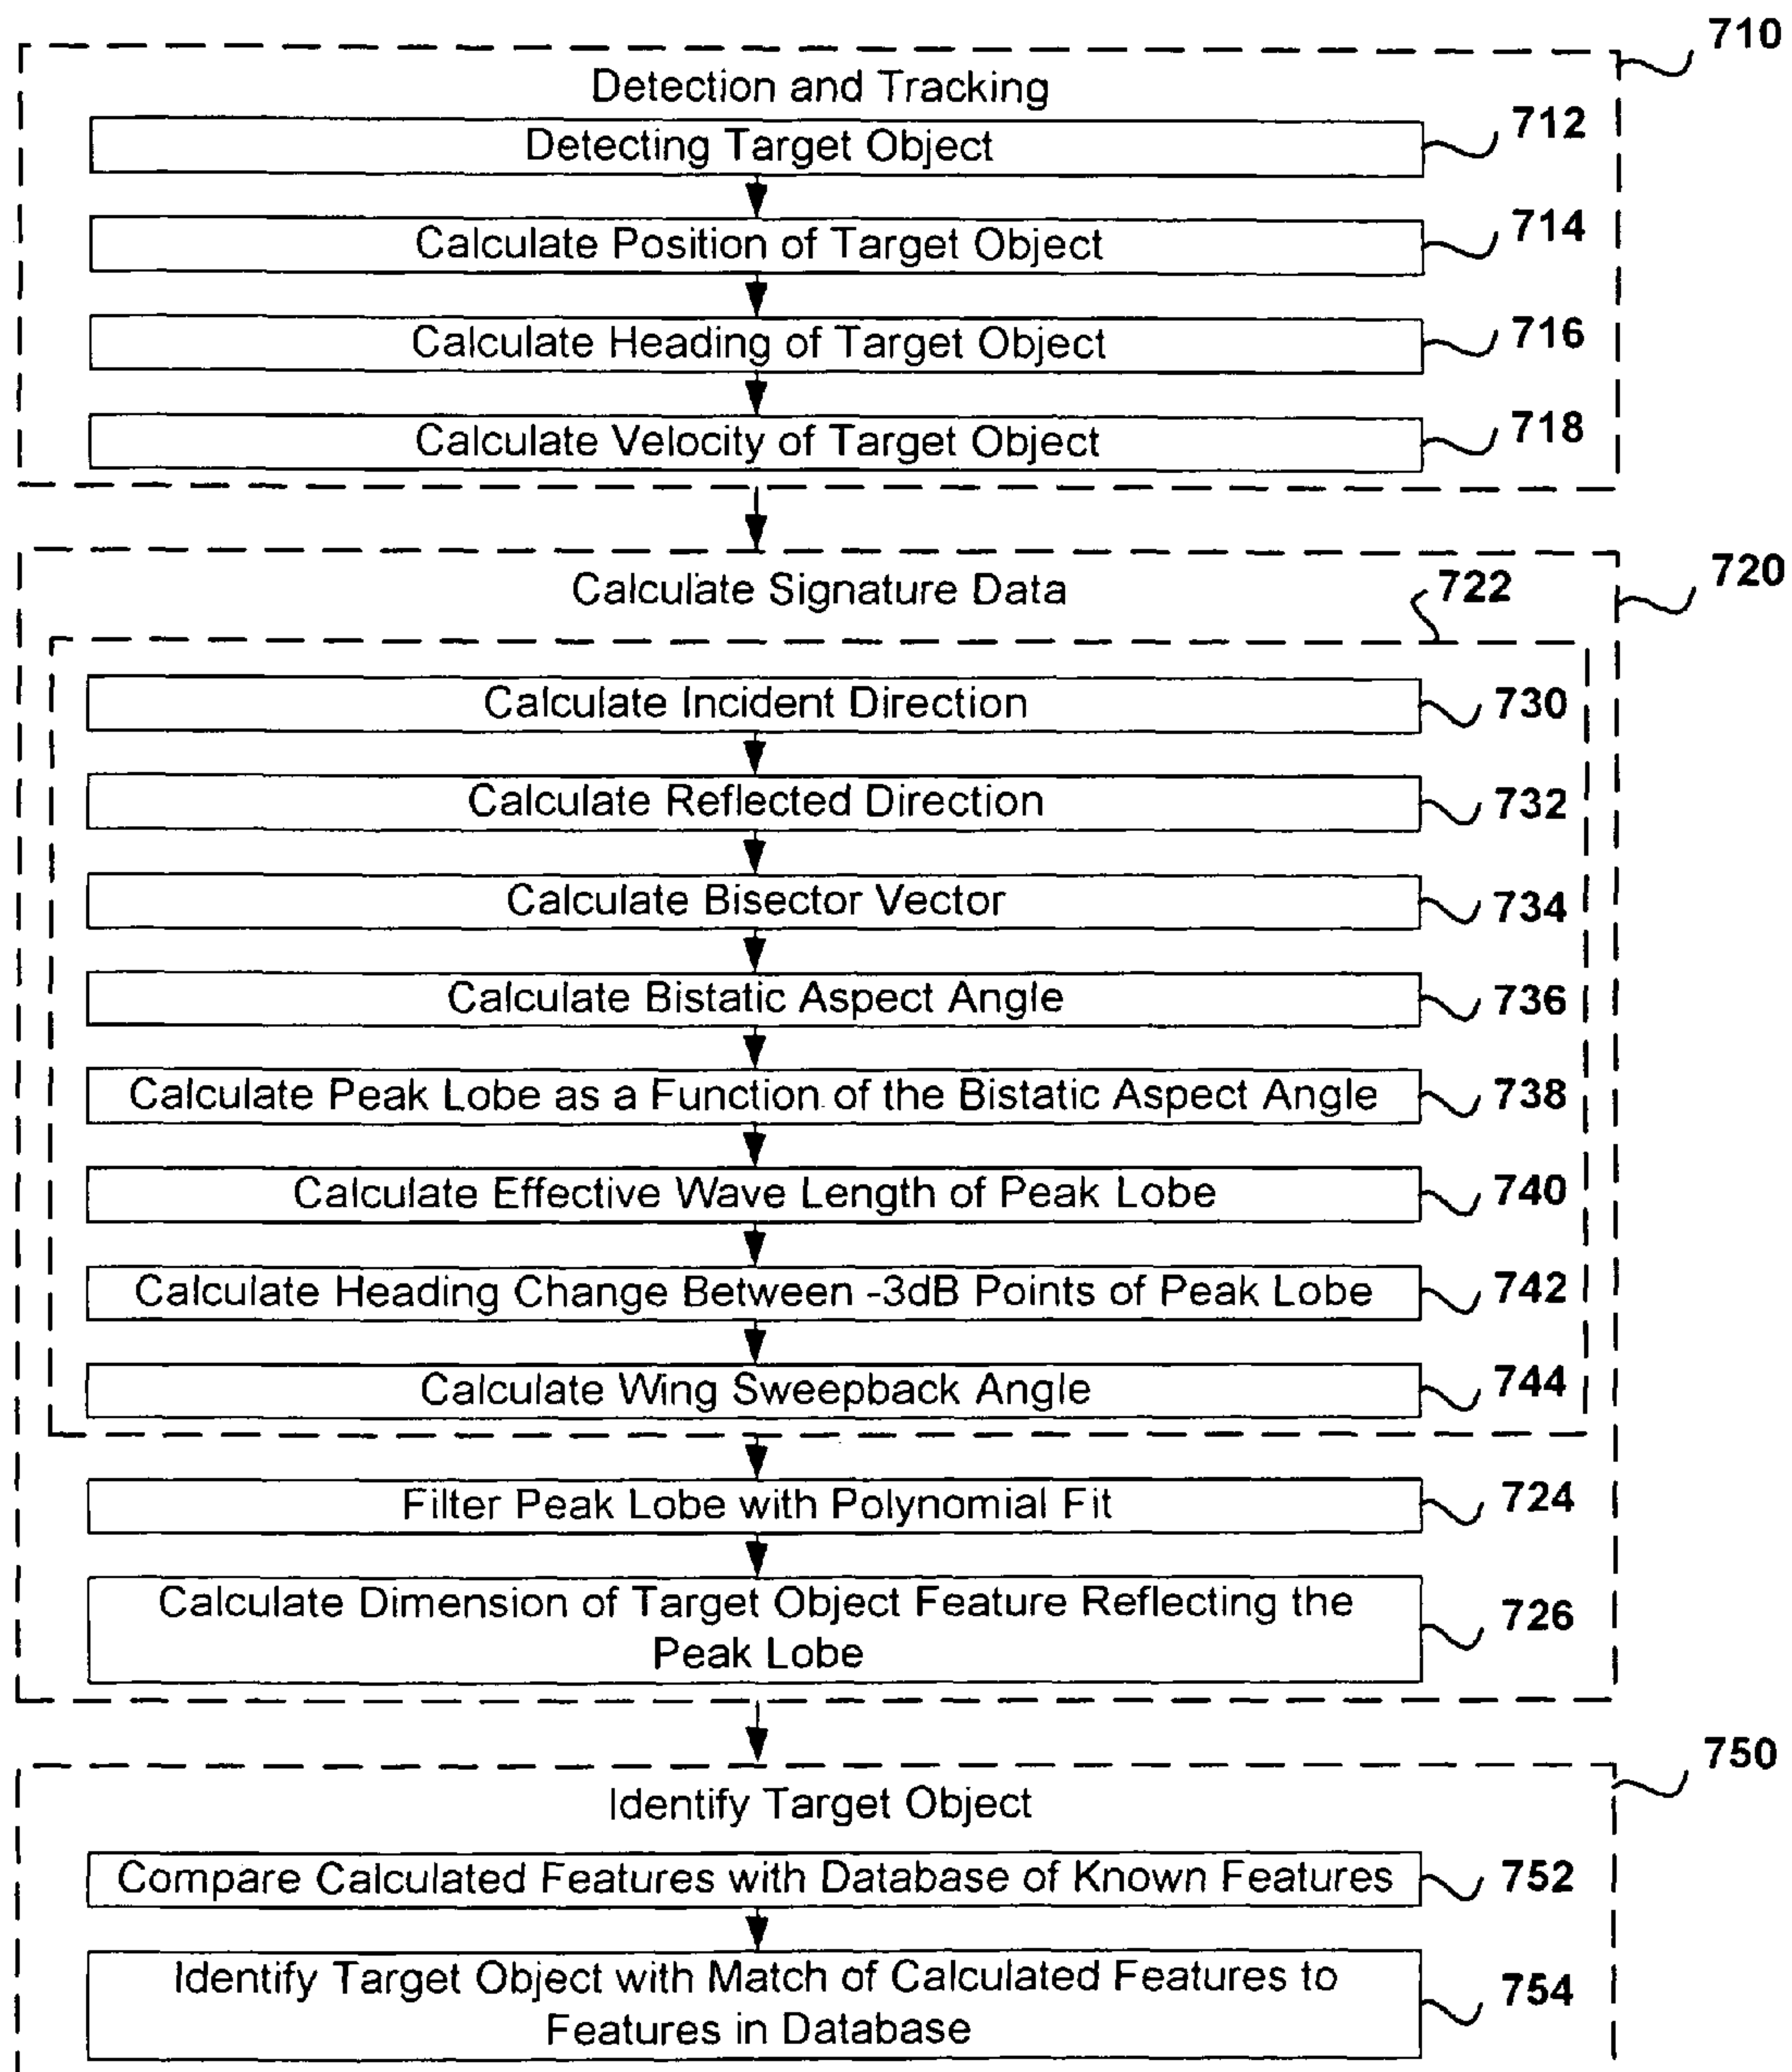 710
Detection and Tracking
Detecting Target Object
712
Calculate Position of Target Object
714
Calculate Heading of Target Object
716
Calculate Velocity of Target Object
718
720
Calculate Signature Data
722
Calculate Incident Direction
730
Calculate Reflected Direction
732
Calculate Bisector Vector
734
Calculate Bistatic Aspect Angle
736
Calculate Peak Lobe as a Function of the Bistatic Aspect Angle
738
Calculate Effective Wave Length of Peak Lobe
740
Calculate Heading Change Between -3dB Points of Peak Lobe
742
Calculate Wing Sweepback Angle
744
Filter Peak Lobe with Polynomial Fit
724
Calculate Dimension of Target Object Feature Reflecting the
Peak Lobe
726
750
Identify Target Object
Compare Calculated Features with Database of Known Features
752
Identify Target Object with Match of Calculated Features to
Features in Database
754